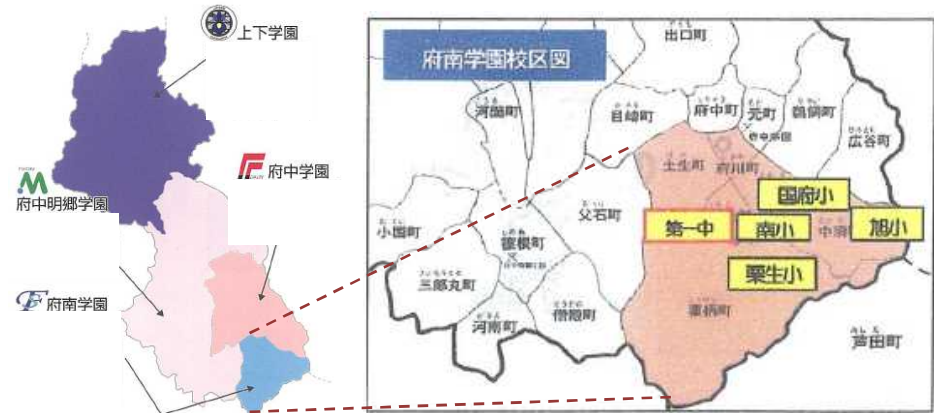 上下学園
府中学園
府中明郷学園
府南学園
府南学園校区図
出口町
河面町
目崎町
府中町
元町
鵜飼町
広谷町
土生町
府川町
国府小
父石町
小国町
第一中
南小
中須
旭小
篠根町
栗生小
三郎丸町
河南町
僧殿町
栗柄町
芦田町